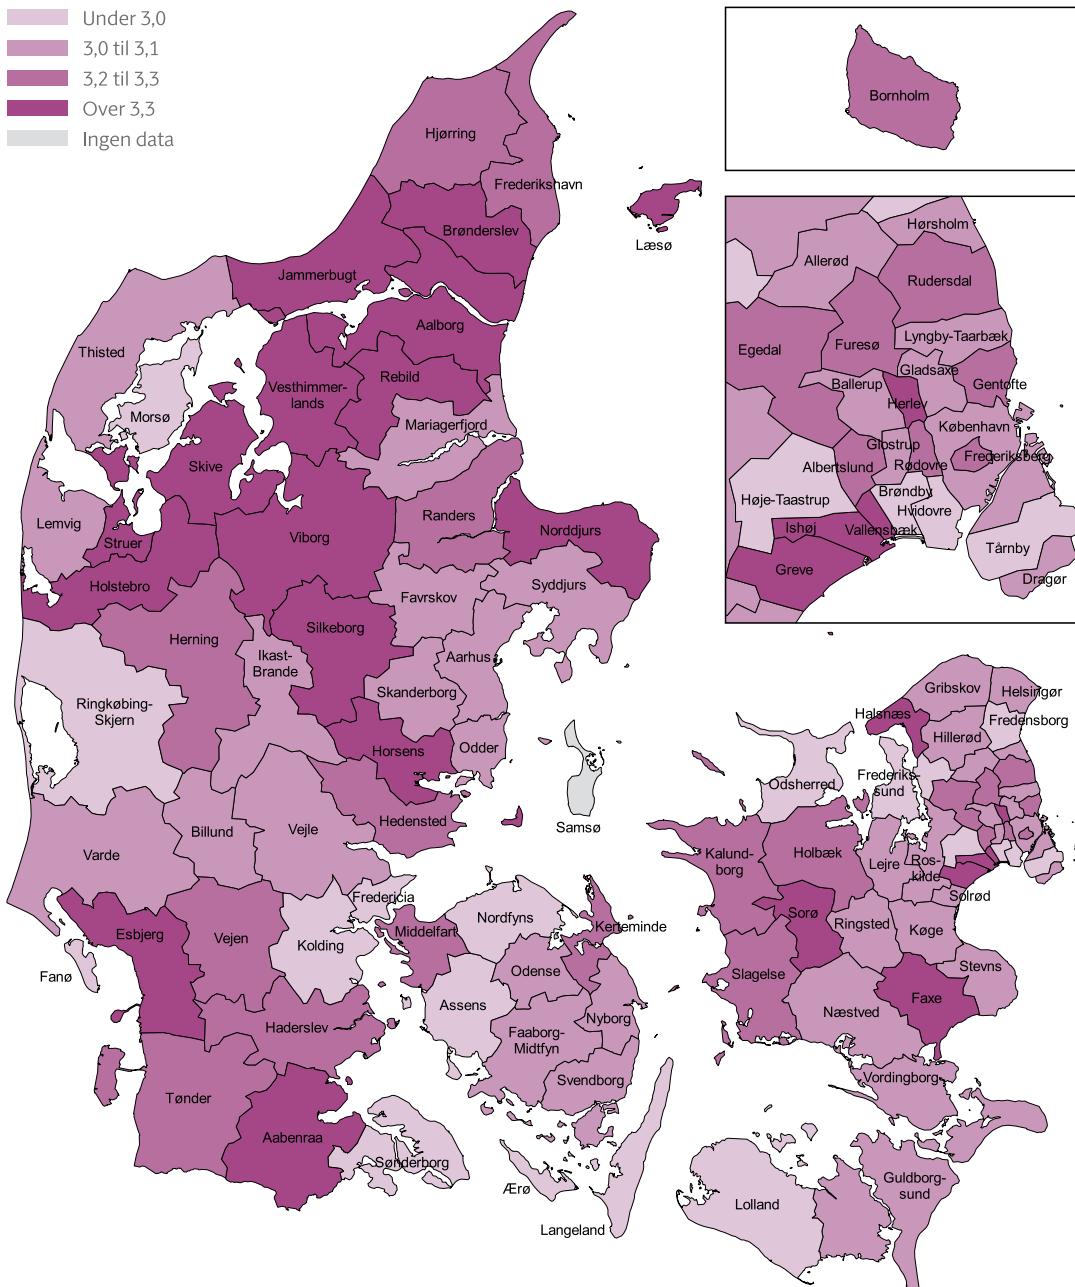 Under 3,0
3,0 til 3,1
3,2 til 3,3
Over 3,3
Ingen data
Bornholm
Hjørring
Frederikshavn
Læsø
Brønderslev
Jammerbugt
Aalborg
Thisted
Rebild
Vesthimmer-
lands
Morsø
Mariagerfjord
Skive
Lemvig
Randers
Norddjurs
Struer
Viborg
Holstebro
Favrskov
Syddjurs
Herning
Silkeborg
Ikast-
Brande
Aarhus
Skanderborg
Ringkøbing-
Skjern
Horsens
Odder
Samsø
Hedensted
Billund
Vejle
Varde
Fredericia
Esbjerg
Vejen
Kolding
Middelfart
Nordfyns
Kerteminde
Fanø
Odense
Assens
Haderslev
Faaborg-
Midtfyn
Nyborg
Svendborg
Tønder
Aabenraa
Sønderborg
Ærø
Langeland
Hørsholm
Allerød
Rudersdal
Egedal
Furesø
Lyngby-Taarbæk
Gladsaxe
Ballerup
Gentofte
Herlev
København
Glostrup
Frederiksberg
Albertslund
Rødovre
Høje-Taastrup
Brøndby
Hvidovre
Ishøj
Vallensbæk
Tårnby
Greve
Dragør
Gribskov
Helsingør
Halsnæs
Fredensborg
Hillerød
Odsherred
Frederiks-
sund
Kalund-
borg
Holbæk
Lejre
Ros-
kilde
Solrød
Sorø
Ringsted
Køge
Slagelse
Stevns
Faxe
Næstved
Vordingborg
Guldborg-
sund
Lolland